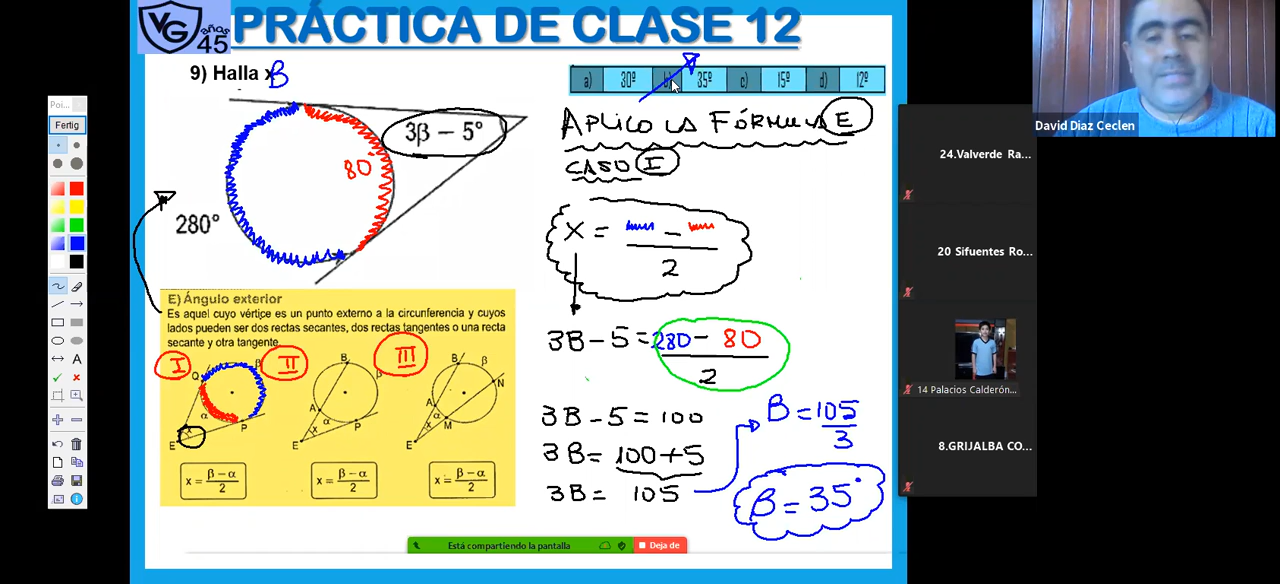 VG
años
45
PRÁCTICA DE CLASE 12
9) Halla x B
a) 30º b) 35º c) 15º d) 12º
3β − 5°
80
280°
APLICO LA FÓRMULA E
CASO I
x = − 
2
3B - 5 = 280 - 80
2
3B - 5 = 100
3B = 100 + 5
3B = 105
B = 105
3
B = 35°
E) Ángulo exterior
Es aquel cuyo vértice es un punto externo a la circunferencia y cuyos
lados pueden ser dos rectas secantes, dos rectas tangentes o una recta
secante y otra tangente.
I II III
Q β α x P E
B β A α x P E
B β N A α x M E
x = β − α
2
x = β − α
2
x = β − α
2
Poi...
Fertig
A
Está compartiendo la pantalla
Deja de
David Diaz Ceclen
24.Valverde Ra...
20 Sifuentes Ro...
14 Palacios Calderón...
8.GRIJALBA CO...